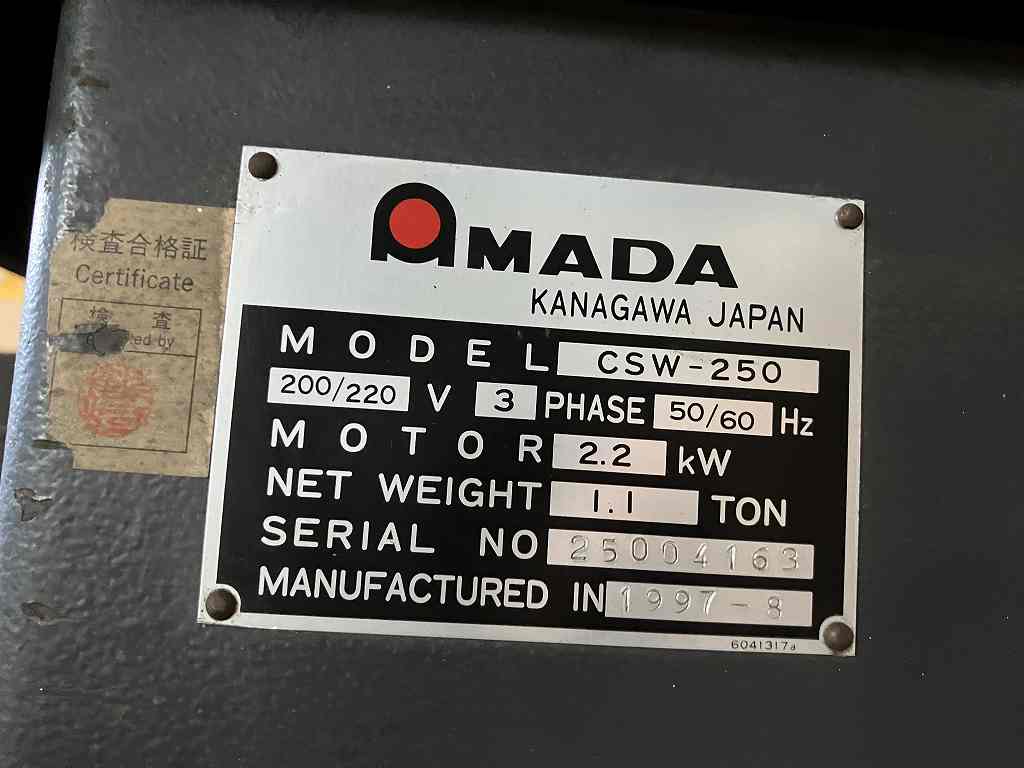 検査合格証
Certificate
検 査
ed by
AMADA
KANAGAWA JAPAN
MODEL CSW-250
200/220 V 3 PHASE 50/60 Hz
MOTOR 2.2 kW
NET WEIGHT 1.1 TON
SERIAL NO 25004163
MANUFACTURED IN 1997-8
6041317a